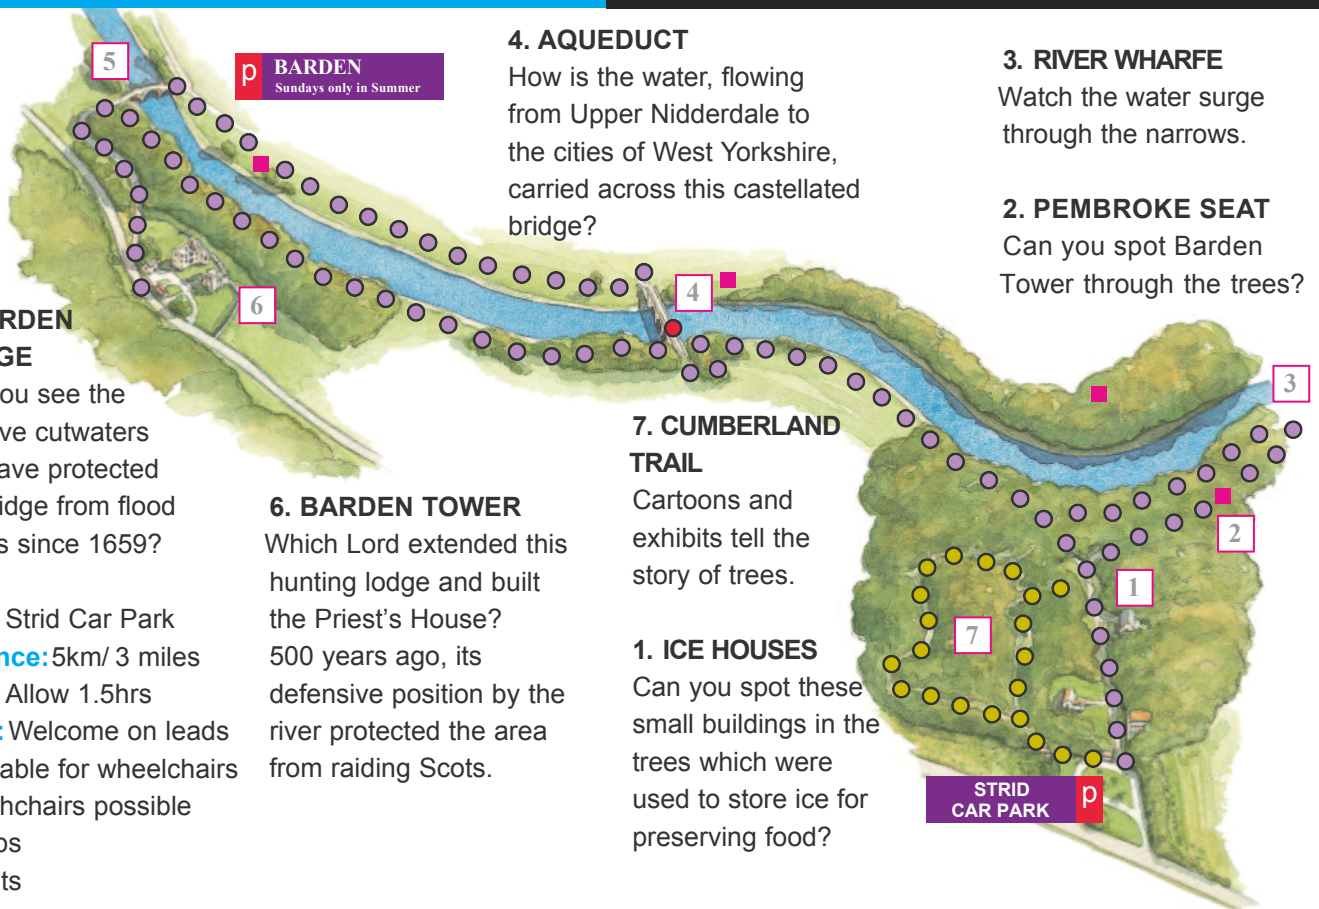 5
p BARDEN
Sundays only in Summer
4. AQUEDUCT
How is the water, flowing
from Upper Nidderdale to
the cities of West Yorkshire,
carried across this castellated
bridge?
3. RIVER WHARFE
Watch the water surge
through the narrows.
2. PEMBROKE SEAT
Can you spot Barden
Tower through the trees?
4
6
3
RDEN
GE
ou see the
ve cutwaters
ave protected
idge from flood
s since 1659?
Strid Car Park
nce: 5km/ 3 miles
Allow 1.5hrs
: Welcome on leads
able for wheelchairs
hchairs possible
os
ts
6. BARDEN TOWER
Which Lord extended this
hunting lodge and built
the Priest’s House?
500 years ago, its
defensive position by the
river protected the area
from raiding Scots.
7. CUMBERLAND
TRAIL
Cartoons and
exhibits tell the
story of trees.
1. ICE HOUSES
Can you spot these
small buildings in the
trees which were
used to store ice for
preserving food?
2
1
7
STRID
CAR PARK p